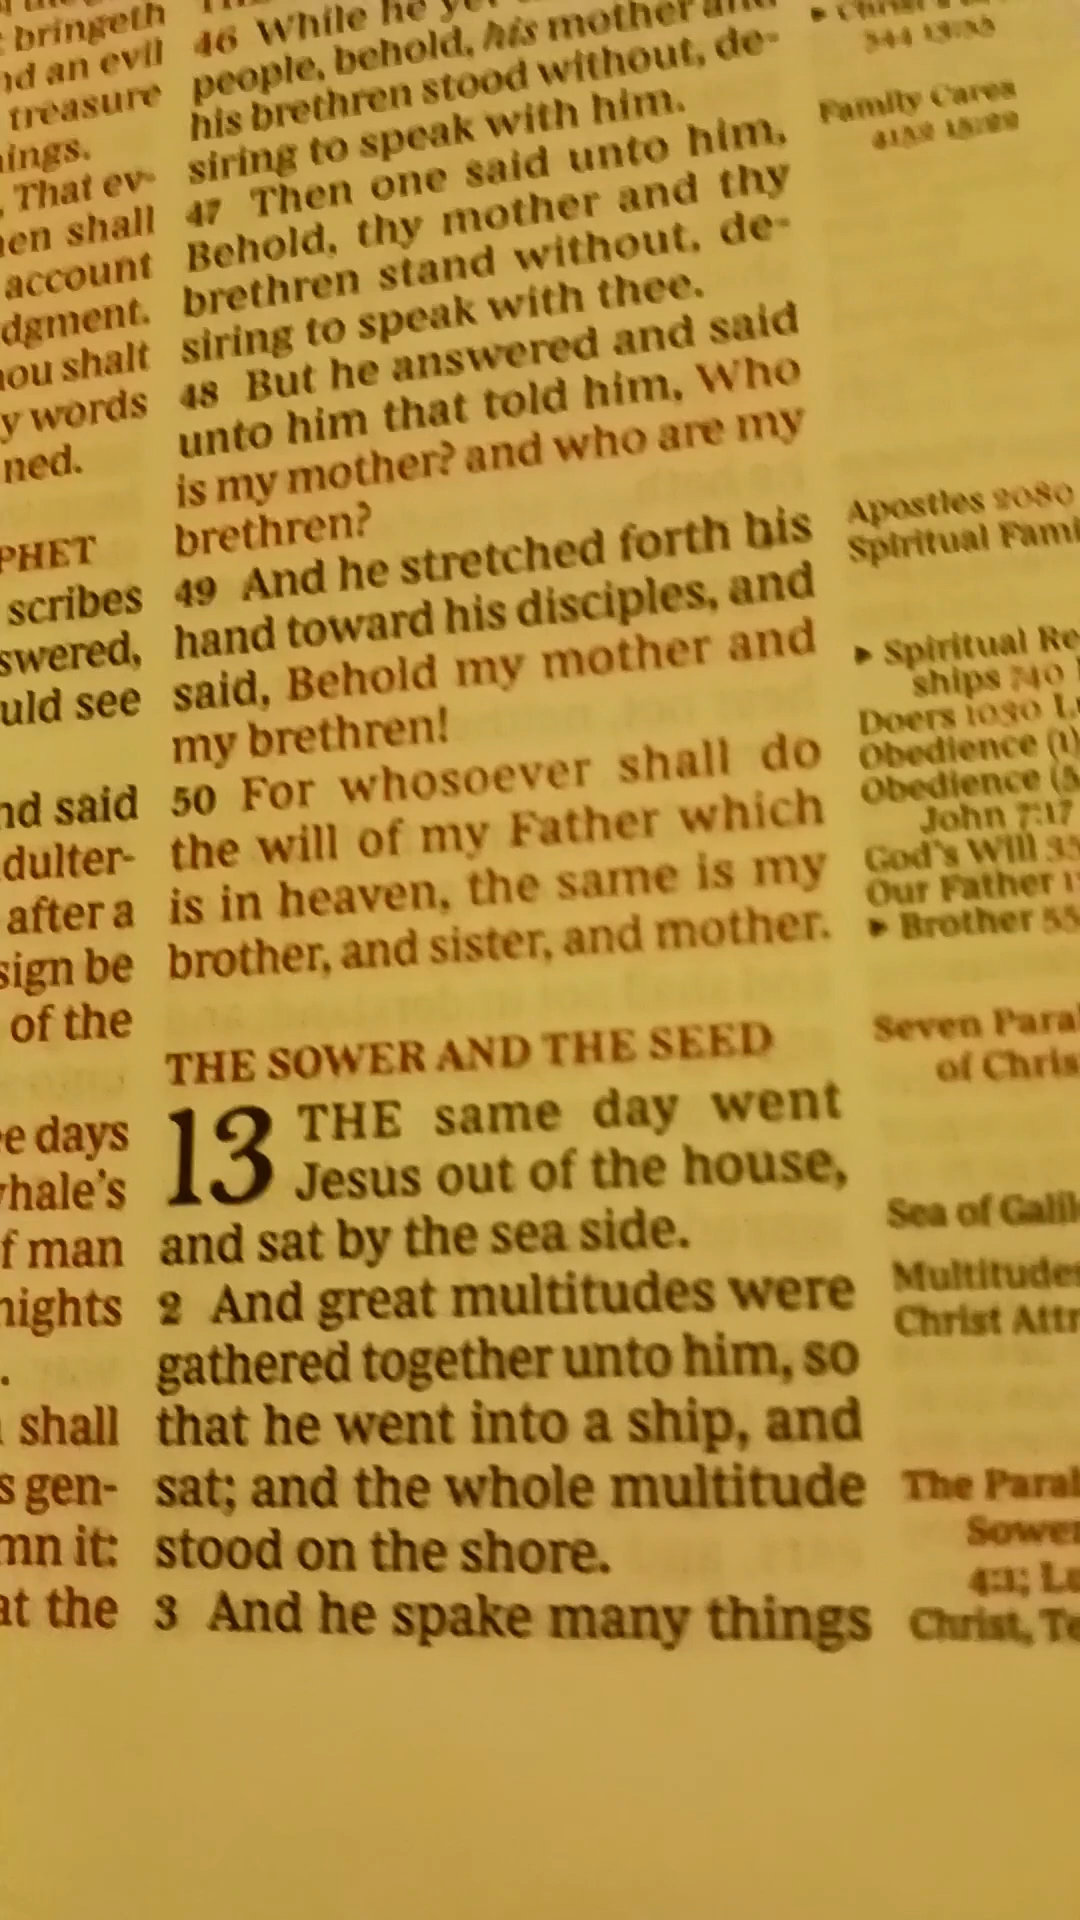 bringeth
nd an evil
treasure
ings.
That ev-
en shall
account
dgment.
ou shalt
y words
ned.
PHET
scribes
swered,
uld see
nd said
dulter-
after a
sign be
of the
e days
hale's
f man
nights
shall
s gen-
mn it:
at the
46 While he
people, behold, his mother and
his brethren stood without, de-
siring to speak with him.
47 Then one said unto him,
Behold, thy mother and thy
brethren stand without, de-
siring to speak with thee.
48 But he answered and said
unto him that told him, Who
is my mother? and who are my
brethren?
49 And he stretched forth his
hand toward his disciples, and
said, Behold my mother and
my brethren!
50 For whosoever shall do
the will of my Father which
is in heaven, the same is my
brother, and sister, and mother.
THE SOWER AND THE SEED
13 THE same day went
Jesus out of the house,
and sat by the sea side.
2 And great multitudes were
gathered together unto him, so
that he went into a ship, and
sat; and the whole multitude
stood on the shore.
3 And he spake many things
Family Cares
Apostles 2080
Spiritual Fami
▸ Spiritual Re
ships 740
Doers 1030 L
Obedience (1)
Obedience (5
John 7:17
God's Will 33
Our Father 1
▸ Brother 55
Seven Paral
of Chris
Sea of Galil
Multitudes
Christ Attr
The Paral
Sower
4:1; Lu
Christ, Te